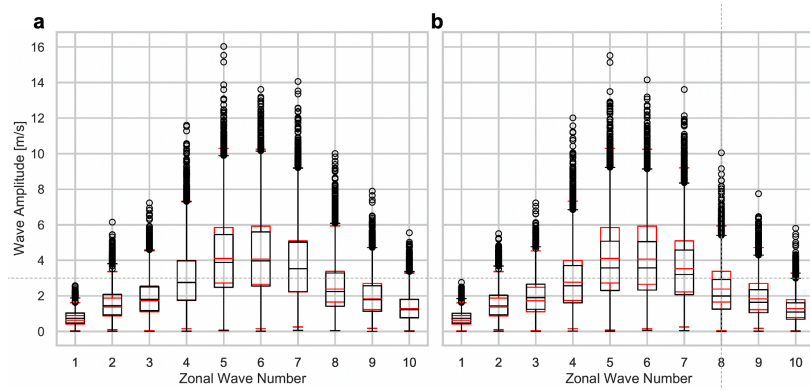 a
b
Wave Amplitude [m/s]
16
14
12
10
8
6
4
2
0
1 2 3 4 5 6 7 8 9 10
Zonal Wave Number
1 2 3 4 5 6 7 8 9 10
Zonal Wave Number